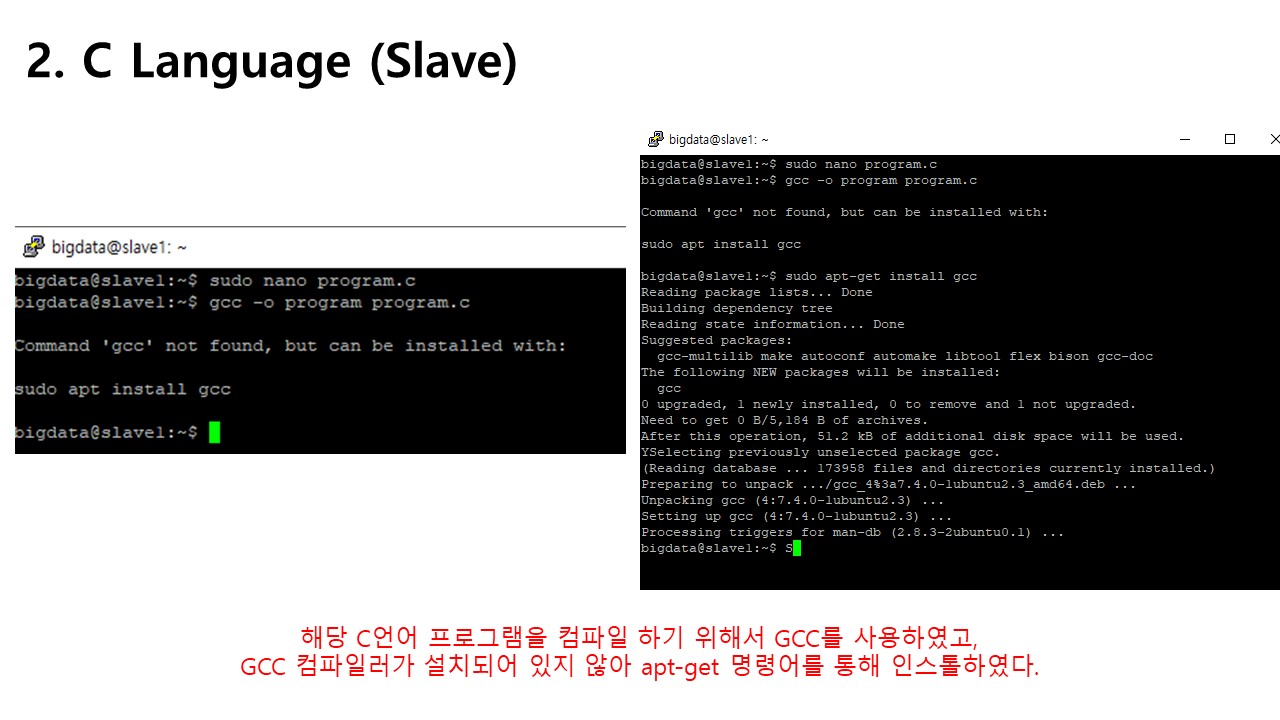 2. C Language (Slave)
bigdata@slave1: ~
bigdata@slave1:~$ sudo nano program.c
bigdata@slave1:~$ gcc -o program program.c
Command 'gcc' not found, but can be installed with:
sudo apt install gcc
bigdata@slave1:~$
bigdata@slave1: ~
bigdata@slave1:~$ sudo nano program.c
bigdata@slave1:~$ gcc -o program program.c
Command 'gcc' not found, but can be installed with:
sudo apt install gcc
bigdata@slave1:~$ sudo apt-get install gcc
Reading package lists... Done
Building dependency tree
Reading state information... Done
Suggested packages:
  gcc-multilib make autoconf automake libtool flex bison gcc-doc
The following NEW packages will be installed:
  gcc
0 upgraded, 1 newly installed, 0 to remove and 1 not upgraded.
Need to get 0 B/5,184 B of archives.
After this operation, 51.2 kB of additional disk space will be used.
YSelecting previously unselected package gcc.
(Reading database ... 173958 files and directories currently installed.)
Preparing to unpack .../gcc_4%3a7.4.0-1ubuntu2.3_amd64.deb ...
Unpacking gcc (4:7.4.0-1ubuntu2.3) ...
Setting up gcc (4:7.4.0-1ubuntu2.3) ...
Processing triggers for man-db (2.8.3-2ubuntu0.1) ...
bigdata@slave1:~$ S
해당 C언어 프로그램을 컴파일 하기 위해서 GCC를 사용하였고,
GCC 컴파일러가 설치되어 있지 않아 apt-get 명령어를 통해 인스톨하였다.